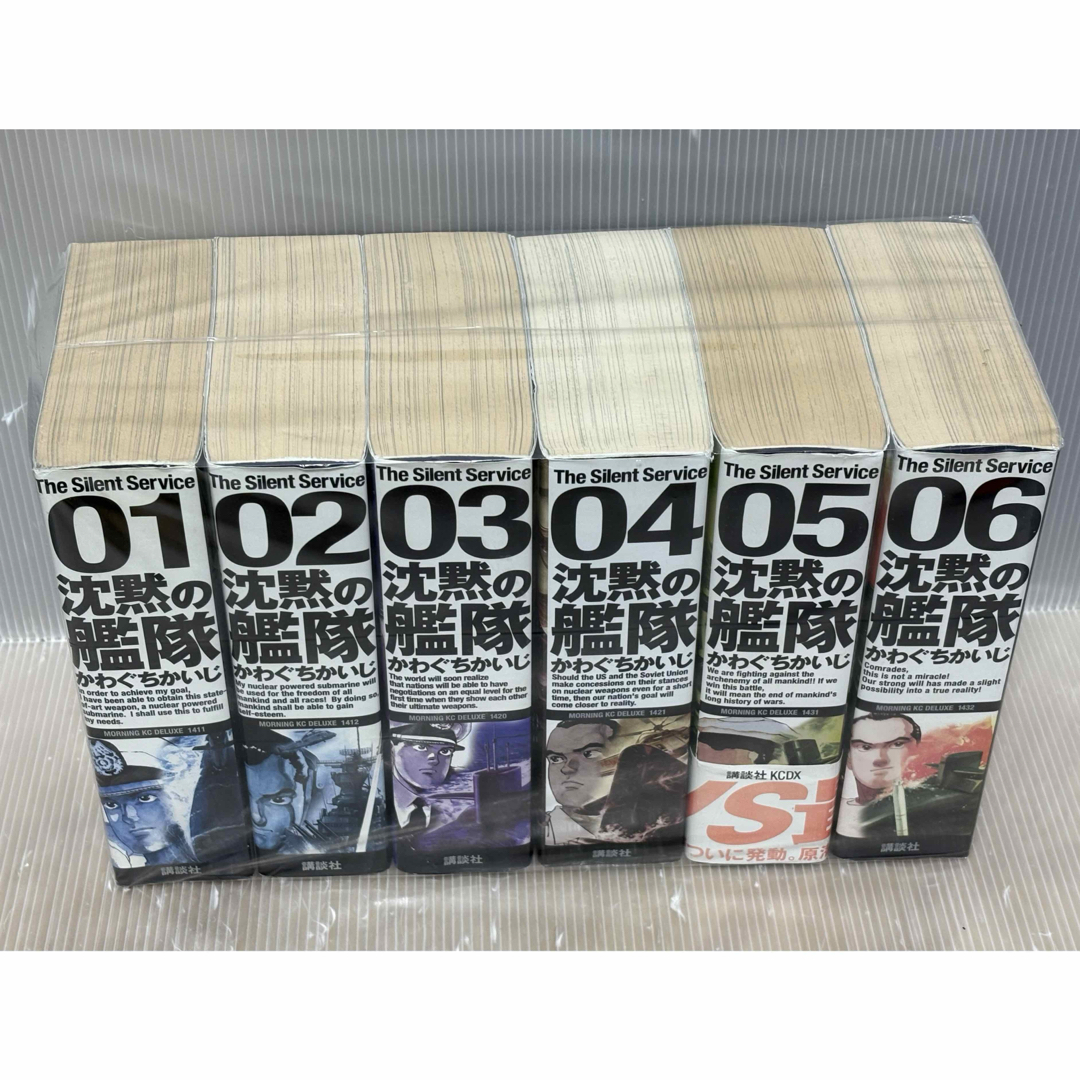 The Silent Service
01
沈黙の
艦隊
かわぐちかいじ
In order to achieve my goal,
I have been able to obtain this state-
of-art weapon, a nuclear powered
submarine. I shall use this to fulfill
my needs.
MORNING KC DELUXE 1411
講談社
The Silent Service
02
沈黙の
艦隊
かわぐちかいじ
My nuclear powered submarine will
be used for the freedom of all
mankind and all races! By doing so,
mankind shall be able to gain
self-esteem.
MORNING KC DELUXE 1412
講談社
The Silent Service
03
沈黙の
艦隊
かわぐちかいじ
The world will soon realize
that nations will be able to have
negotiations on an equal level for the
first time when they show each other
their ultimate weapons.
MORNING KC DELUXE 1420
講談社
The Silent Service
04
沈黙の
艦隊
かわぐちかいじ
Should the US and the Soviet Union
make concessions on their stances
on nuclear weapons even for a short
time, then our nation's goal will
come closer to reality.
MORNING KC DELUXE 1421
講談社
The Silent Service
05
沈黙の
艦隊
かわぐちかいじ
We are fighting against the
archenemy of all mankind!! If we
win this battle,
it will mean the end of mankind's
long history of wars.
MORNING KC DELUXE 1431
講談社 KCDX
ついに発動。原潜
The Silent Service
06
沈黙の
艦隊
かわぐちかいじ
Comrades,
this is not a miracle!
Our strong will has made a slight
possibility into a true reality!
MORNING KC DELUXE 1432
講談社